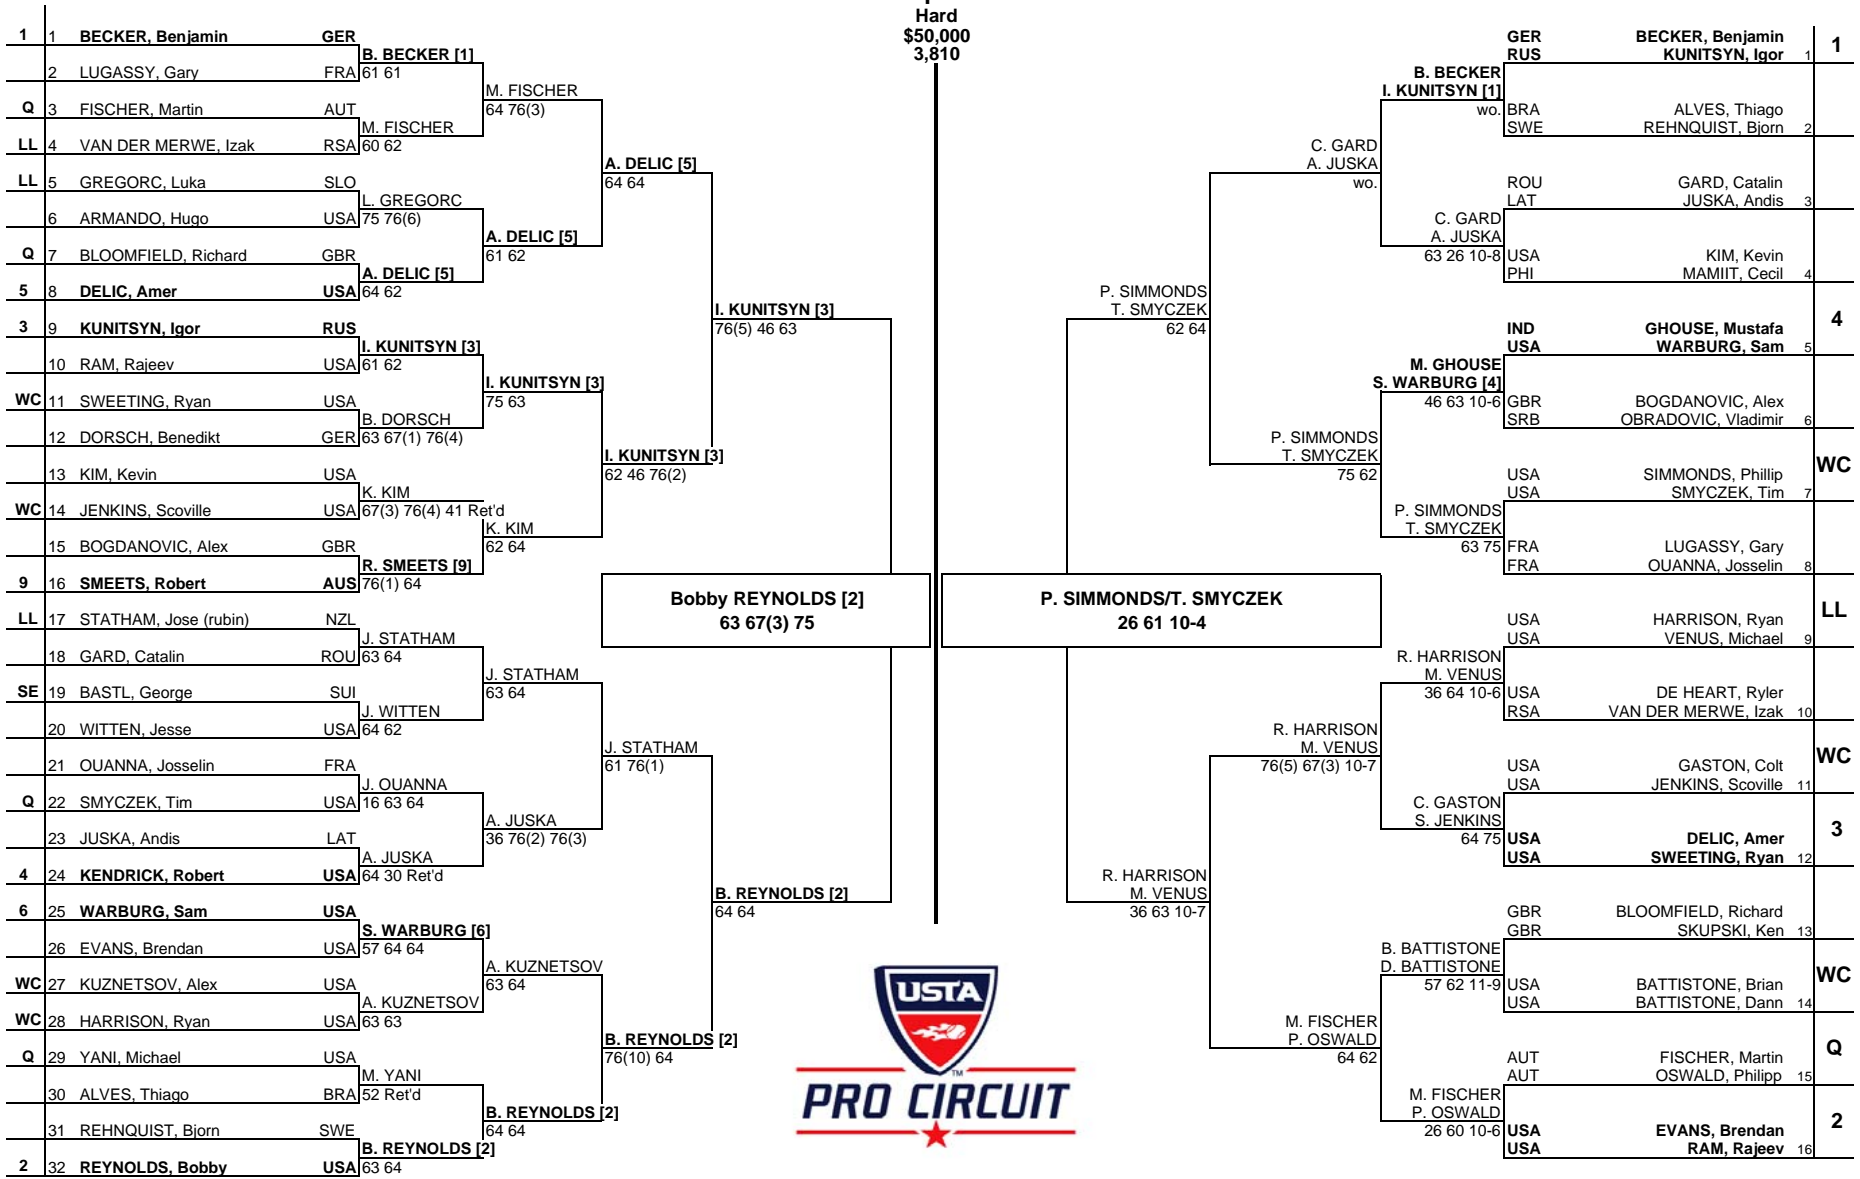 Hard
$50,000
3,810
1 1 BECKER, Benjamin GER
B. BECKER [1]
2 LUGASSY, Gary FRA 61 61
M. FISCHER
Q 3 FISCHER, Martin AUT 64 76(3)
M. FISCHER
LL 4 VAN DER MERWE, Izak RSA 60 62
A. DELIC [5]
LL 5 GREGORC, Luka SLO 64 64
L. GREGORC
6 ARMANDO, Hugo USA 75 76(6)
A. DELIC [5]
Q 7 BLOOMFIELD, Richard GBR 61 62
A. DELIC [5]
5 8 DELIC, Amer USA 64 62
I. KUNITSYN [3]
3 9 KUNITSYN, Igor RUS 76(5) 46 63
I. KUNITSYN [3]
10 RAM, Rajeev USA 61 62
I. KUNITSYN [3]
WC 11 SWEETING, Ryan USA 75 63
B. DORSCH
12 DORSCH, Benedikt GER 63 67(1) 76(4)
I. KUNITSYN [3]
13 KIM, Kevin USA 62 46 76(2)
K. KIM
WC 14 JENKINS, Scoville USA 67(3) 76(4) 41 Ret'd
K. KIM
15 BOGDANOVIC, Alex GBR 62 64
R. SMEETS [9]
9 16 SMEETS, Robert AUS 76(1) 64
Bobby REYNOLDS [2]
63 67(3) 75
LL 17 STATHAM, Jose (rubin) NZL
J. STATHAM
18 GARD, Catalin ROU 63 64
J. STATHAM
SE 19 BASTL, George SUI 63 64
J. WITTEN
20 WITTEN, Jesse USA 64 62
J. STATHAM
21 OUANNA, Josselin FRA 61 76(1)
J. OUANNA
Q 22 SMYCZEK, Tim USA 16 63 64
A. JUSKA
23 JUSKA, Andis LAT 36 76(2) 76(3)
A. JUSKA
4 24 KENDRICK, Robert USA 64 30 Ret'd
B. REYNOLDS [2]
6 25 WARBURG, Sam USA 64 64
S. WARBURG [6]
26 EVANS, Brendan USA 57 64 64
A. KUZNETSOV
WC 27 KUZNETSOV, Alex USA 63 64
A. KUZNETSOV
WC 28 HARRISON, Ryan USA 63 63
B. REYNOLDS [2]
Q 29 YANI, Michael USA 76(10) 64
M. YANI
30 ALVES, Thiago BRA 52 Ret'd
B. REYNOLDS [2]
31 REHNQUIST, Bjorn SWE 64 64
B. REYNOLDS [2]
2 32 REYNOLDS, Bobby USA 63 64
GER BECKER, Benjamin 1
RUS KUNITSYN, Igor 1
B. BECKER
I. KUNITSYN [1]
wo. BRA ALVES, Thiago
SWE REHNQUIST, Bjorn 2
C. GARD
A. JUSKA
wo.
ROU GARD, Catalin
LAT JUSKA, Andis 3
C. GARD
A. JUSKA
63 26 10-8 USA KIM, Kevin
PHI MAMIIT, Cecil 4
P. SIMMONDS
T. SMYCZEK
62 64
4
IND GHOUSE, Mustafa
USA WARBURG, Sam 5
M. GHOUSE
S. WARBURG [4]
46 63 10-6 GBR BOGDANOVIC, Alex
SRB OBRADOVIC, Vladimir 6
P. SIMMONDS
T. SMYCZEK
75 62
WC
USA SIMMONDS, Phillip
USA SMYCZEK, Tim 7
P. SIMMONDS
T. SMYCZEK
63 75 FRA LUGASSY, Gary
FRA OUANNA, Josselin 8
P. SIMMONDS/T. SMYCZEK
26 61 10-4
LL
USA HARRISON, Ryan
USA VENUS, Michael 9
R. HARRISON
M. VENUS
36 64 10-6 USA DE HEART, Ryler
RSA VAN DER MERWE, Izak 10
R. HARRISON
M. VENUS
76(5) 67(3) 10-7
WC
USA GASTON, Colt
USA JENKINS, Scoville 11
C. GASTON
S. JENKINS
3
64 75 USA DELIC, Amer
USA SWEETING, Ryan 12
R. HARRISON
M. VENUS
36 63 10-7
GBR BLOOMFIELD, Richard
GBR SKUPSKI, Ken 13
B. BATTISTONE
D. BATTISTONE
WC
57 62 11-9 USA BATTISTONE, Brian
USA BATTISTONE, Dann 14
M. FISCHER
P. OSWALD
64 62
Q
AUT FISCHER, Martin
AUT OSWALD, Philipp 15
M. FISCHER
P. OSWALD
2
26 60 10-6 USA EVANS, Brendan
USA RAM, Rajeev 16
USTA
TM
PRO CIRCUIT